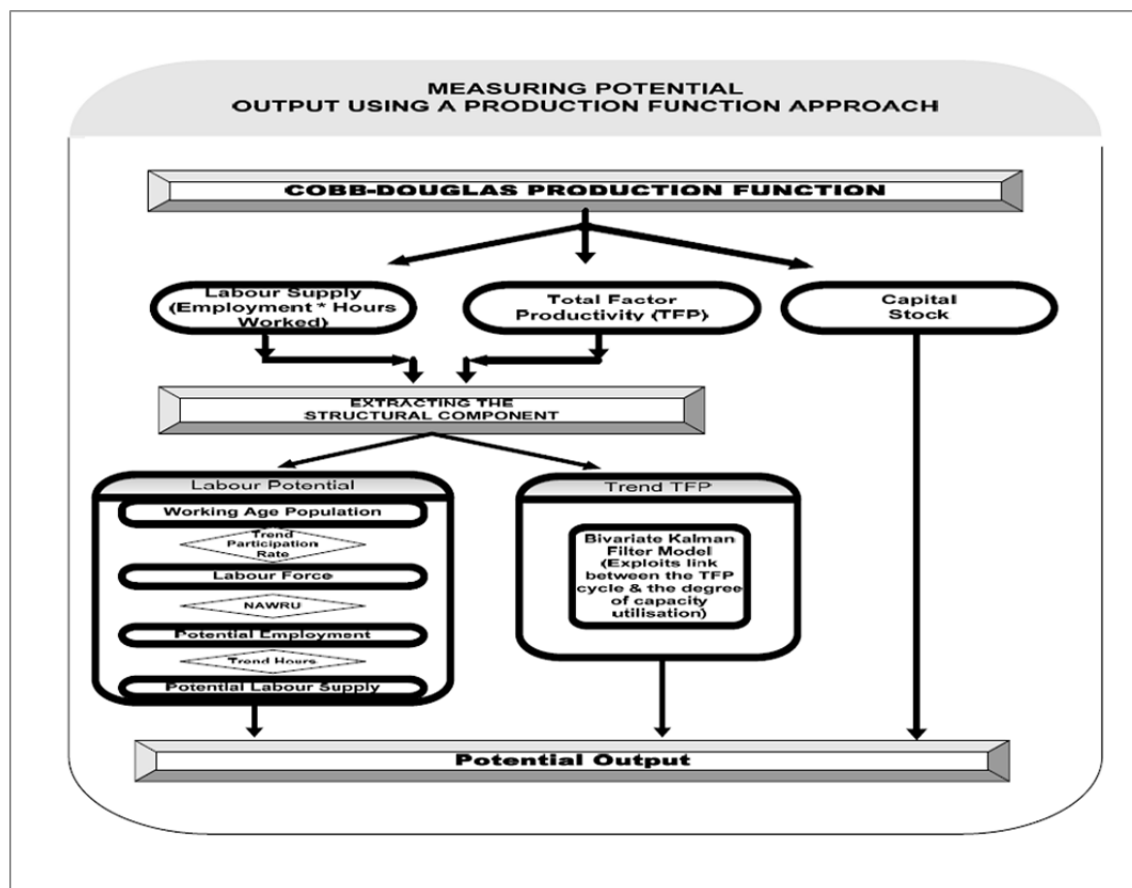 MEASURING POTENTIAL
OUTPUT USING A PRODUCTION FUNCTION APPROACH
COBB-DOUGLAS PRODUCTION FUNCTION
Labour Supply
(Employment * Hours
Worked)
Total Factor
Productivity (TFP)
Capital
Stock
EXTRACTING THE
STRUCTURAL COMPONENT
Labour Potential
Working Age Population
Trend
Participation
Rate
Labour Force
NAWRU
Potential Employment
Trend Hours
Potential Labour Supply
Trend TFP
Bivariate Kalman
Filter Model
(Exploits link
between the TFP
cycle & the degree
of capacity
utilisation)
Potential Output